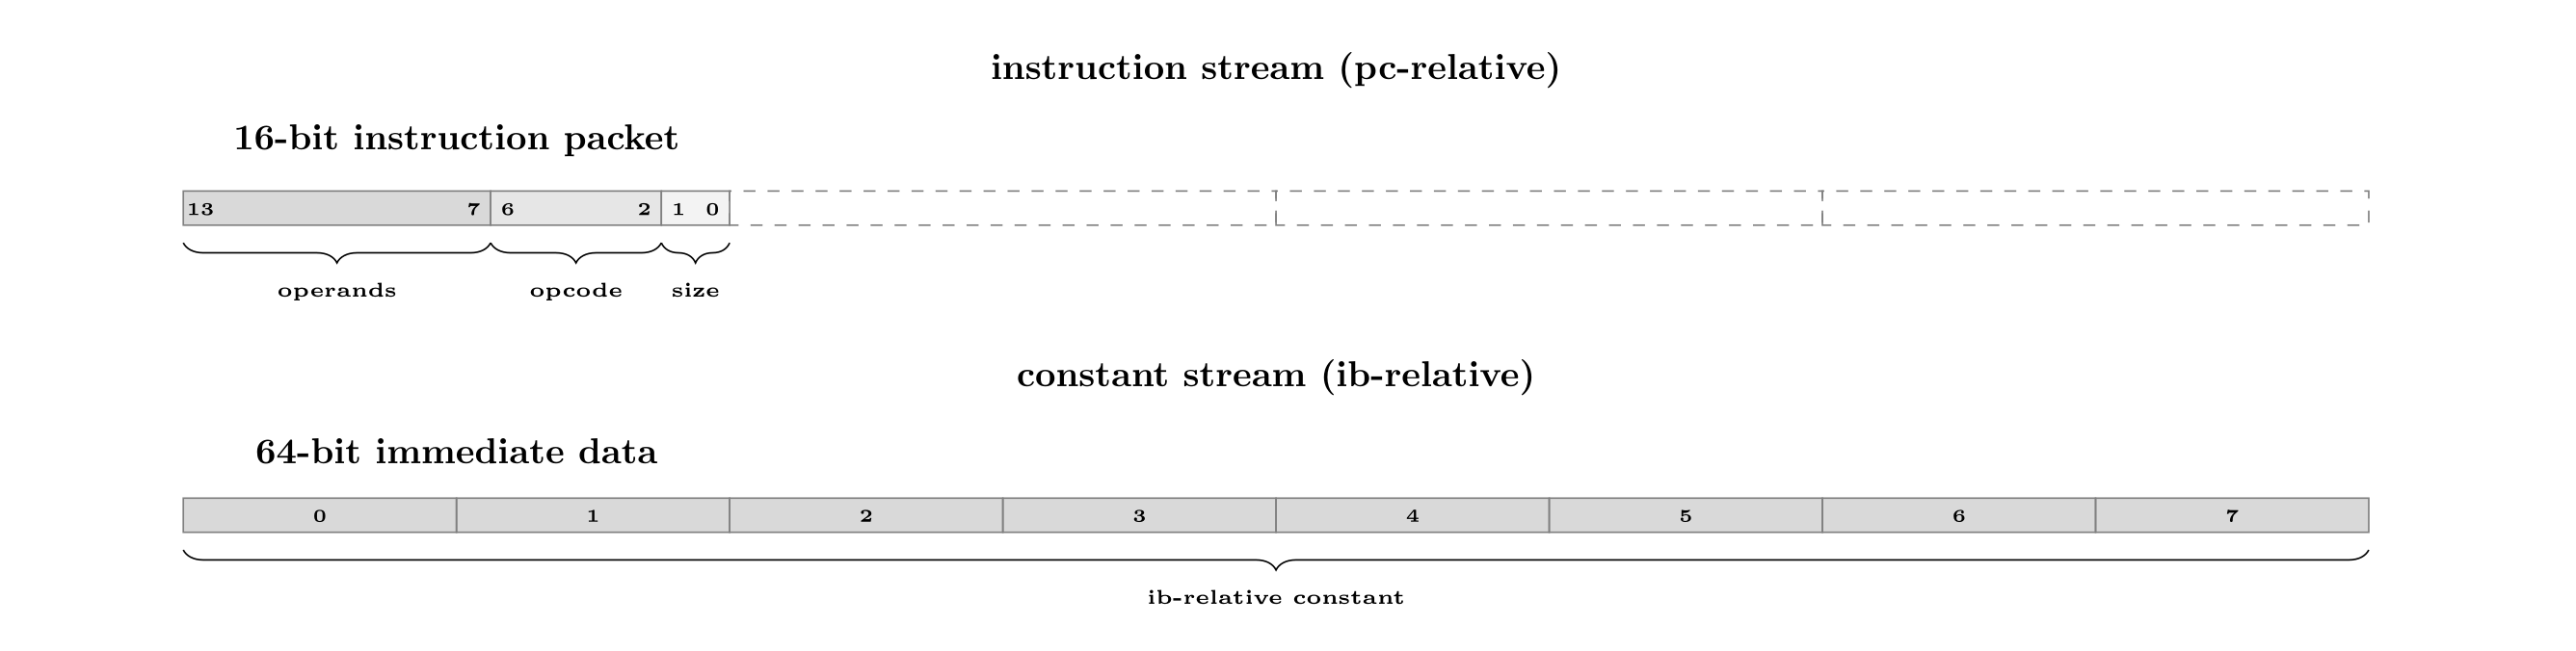 instruction stream (pc-relative)
16-bit instruction packet
13 7 6 2 1 0
operands opcode size
constant stream (ib-relative)
64-bit immediate data
0 1 2 3 4 5 6 7
ib-relative constant